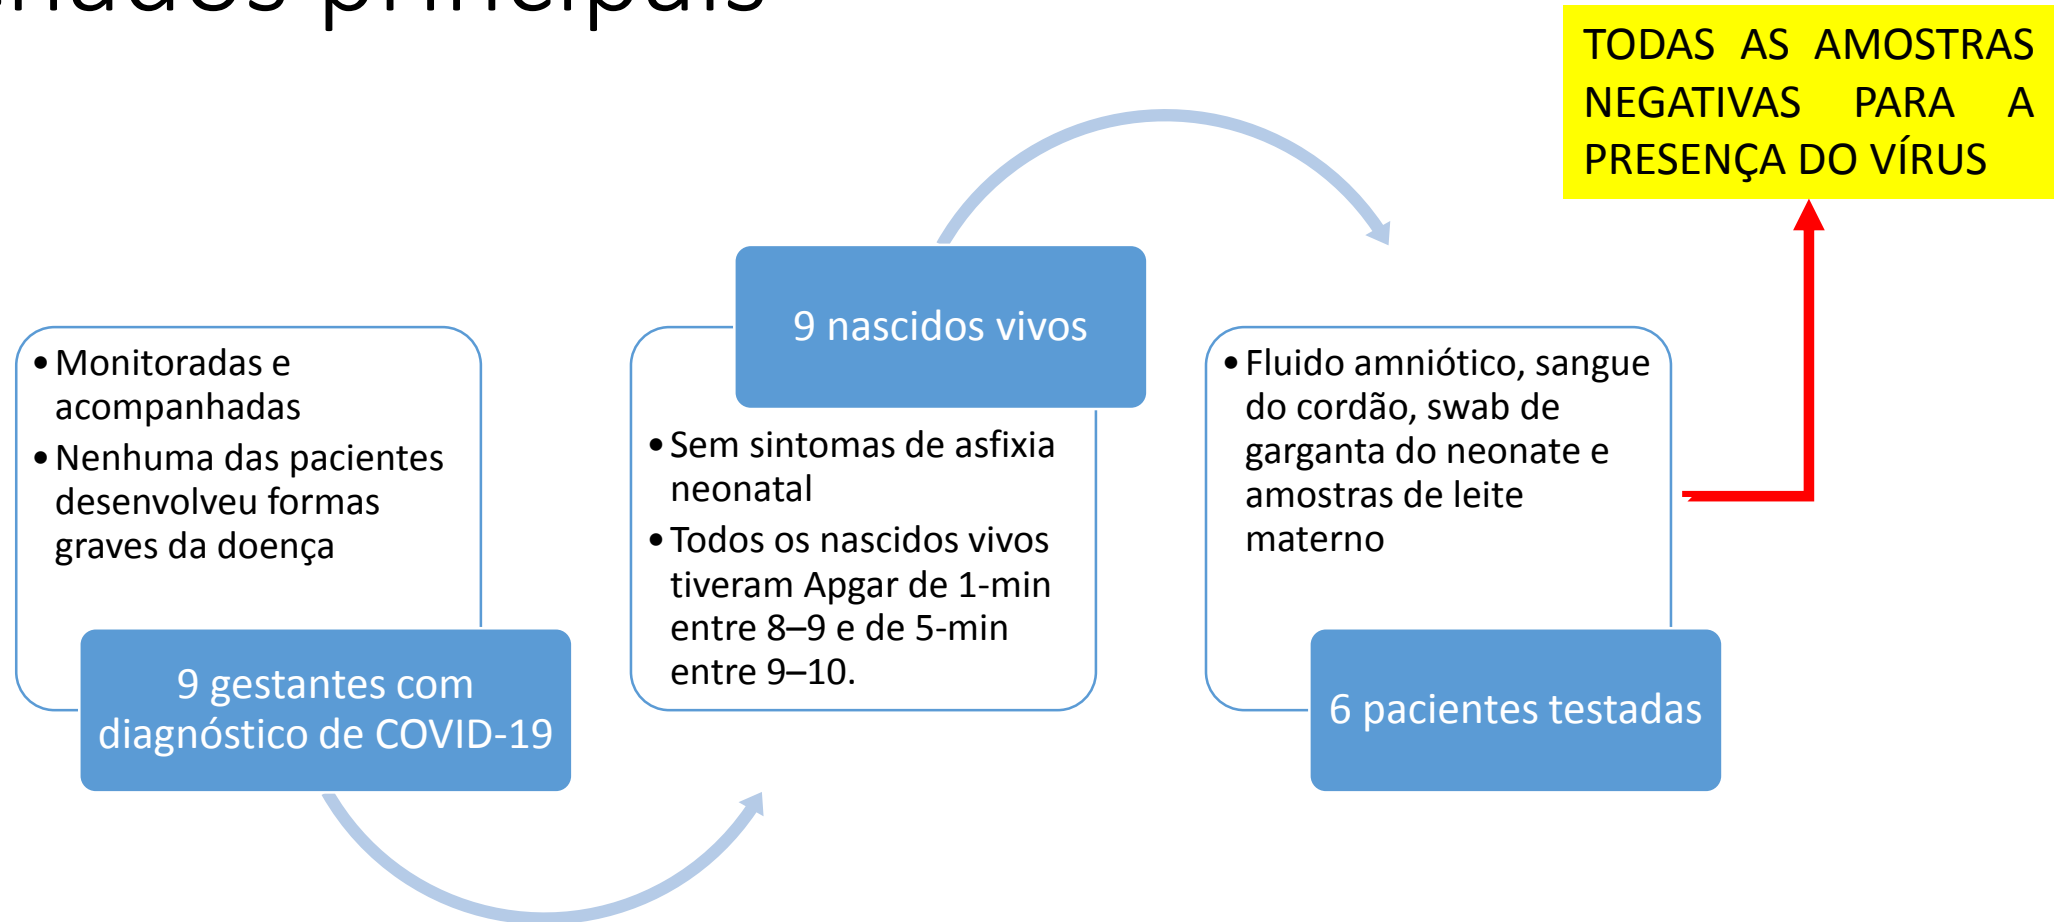 principais
TODAS AS AMOSTRAS
NEGATIVAS PARA A
PRESENÇA DO VÍRUS
• Monitoradas e
acompanhadas
• Nenhuma das pacientes
desenvolveu formas
graves da doença
9 gestantes com
diagnóstico de COVID-19
9 nascidos vivos
• Sem sintomas de asfixia
neonatal
• Todos os nascidos vivos
tiveram Apgar de 1-min
entre 8–9 e de 5-min
entre 9–10.
• Fluido amniótico, sangue
do cordão, swab de
garganta do neonate e
amostras de leite
materno
6 pacientes testadas